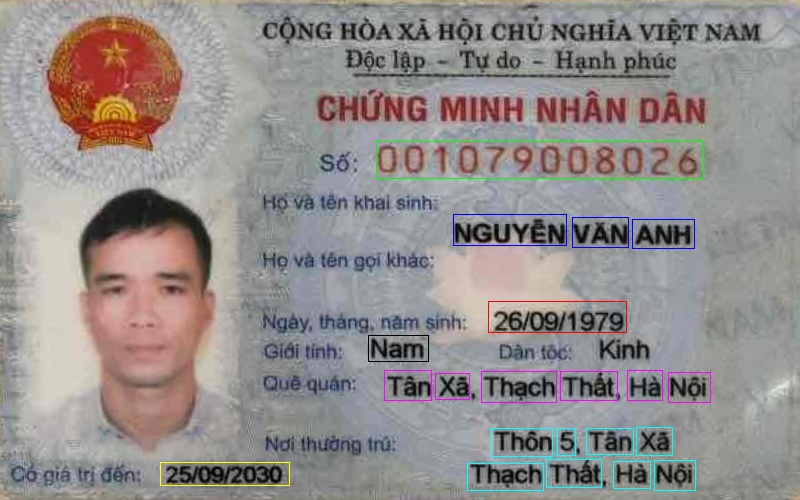 CỘNG HÒA XÃ HỘI CHỦ NGHĨA VIỆT NAM
Độc lập - Tự do - Hạnh phúc
CHỨNG MINH NHÂN DÂN
Số: 001079008026
Họ và tên khai sinh:
NGUYỄN VĂN ANH
Họ và tên gọi khác:
Ngày, tháng, năm sinh: 26/09/1979
Giới tính: Nam Dân tộc: Kinh
Quê quán: Tân Xã, Thạch Thất, Hà Nội
Nơi thường trú: Thôn 5, Tân Xã
Thạch Thất, Hà Nội
Có giá trị đến: 25/09/2030